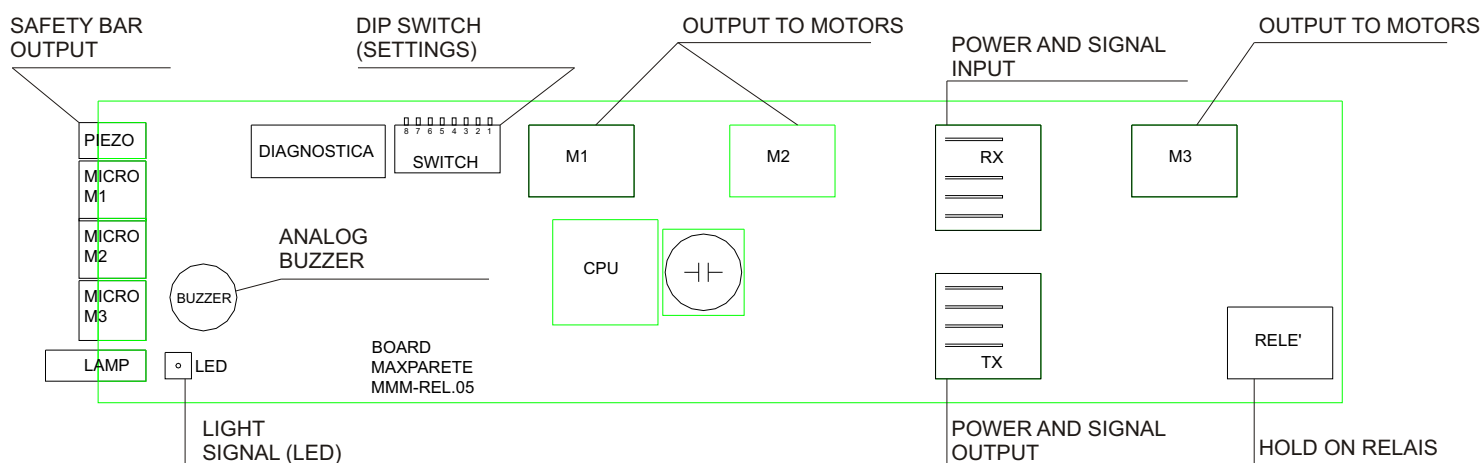 SAFETY BAR
OUTPUT
DIP SWITCH
(SETTINGS)
OUTPUT TO MOTORS
POWER AND SIGNAL
INPUT
OUTPUT TO MOTORS
PIEZO
MICRO
M1
MICRO
M2
MICRO
M3
LAMP
LED
BUZZER
ANALOG
BUZZER
DIAGNOSTICA
8 7 6 5 4 3 2 1
SWITCH
M1
M2
RX
M3
CPU
TX
RELE'
BOARD
MAXPARETE
MMM-REL.05
LIGHT
SIGNAL (LED)
POWER AND SIGNAL
OUTPUT
HOLD ON RELAIS